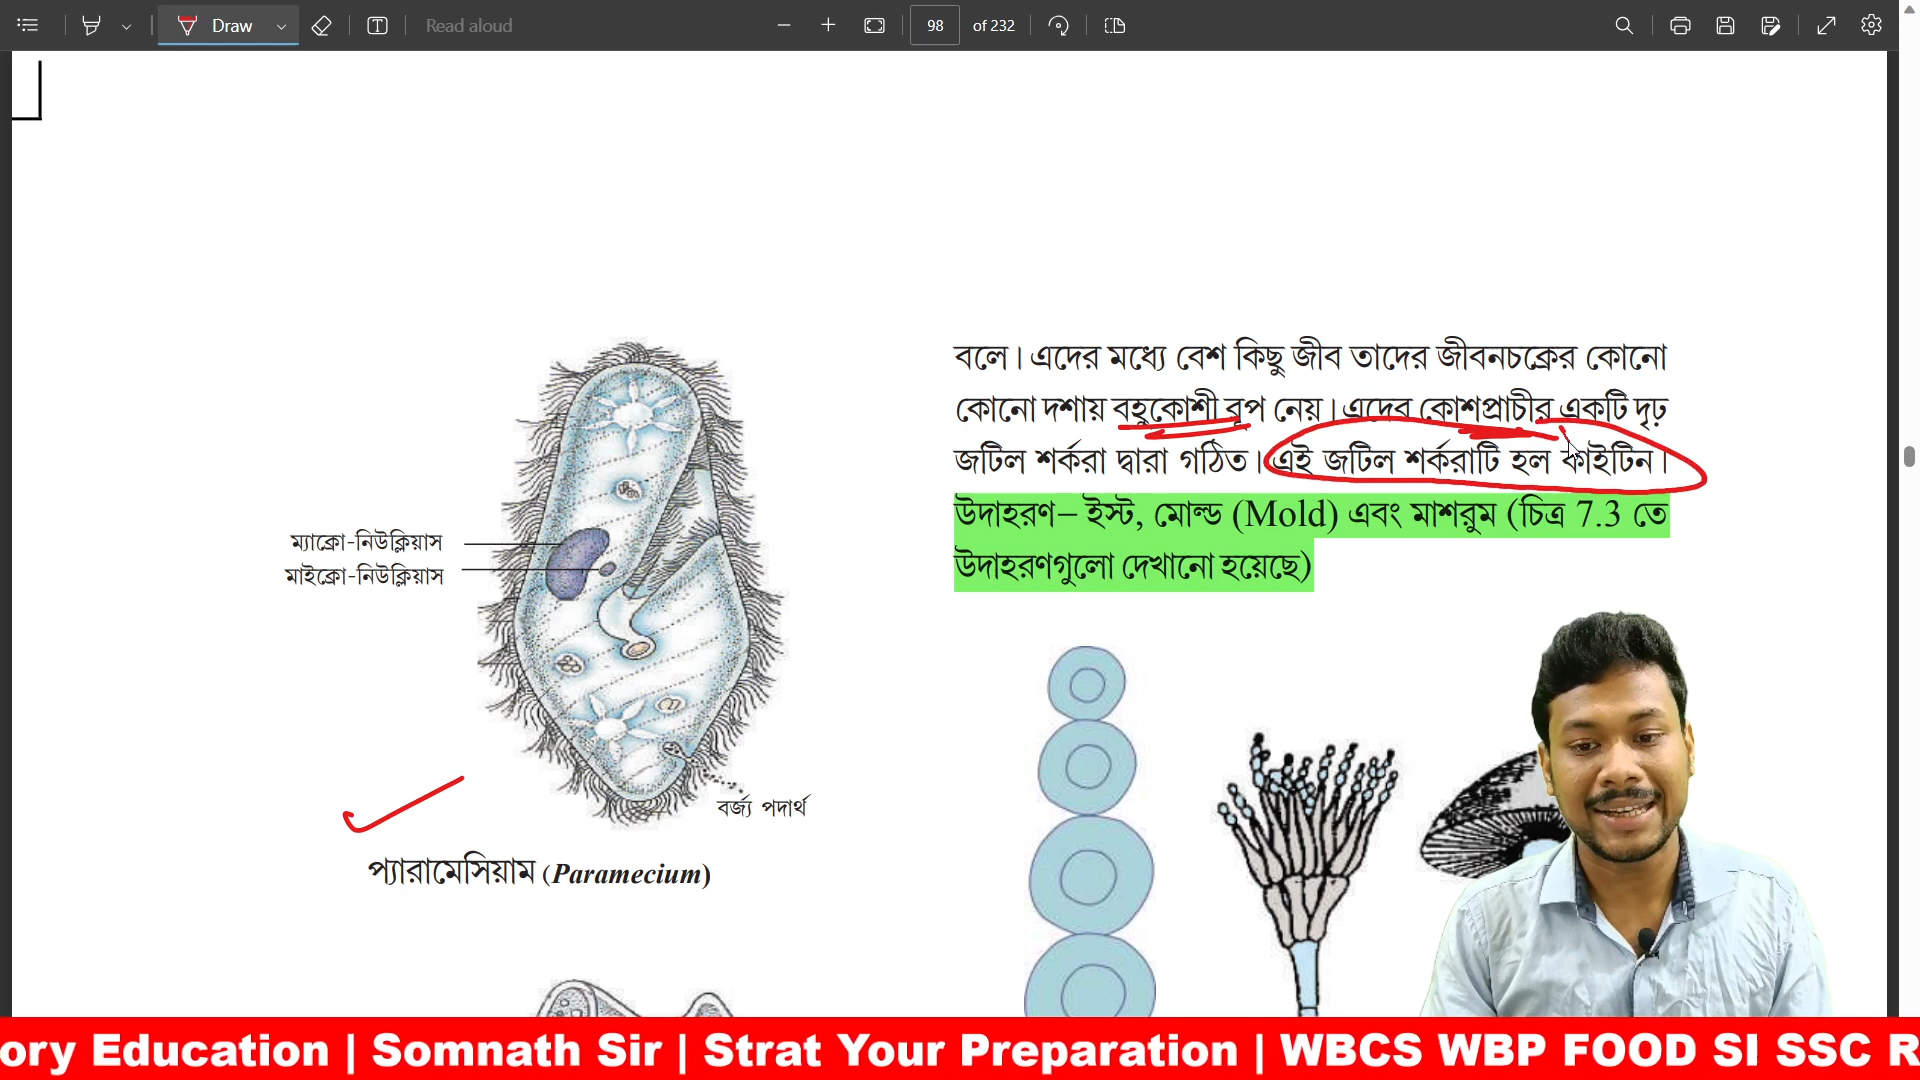 Draw
Read aloud
98
of 232
বলে। এদের মধ্যে বেশ কিছু জীব তাদের জীবনচক্রের কোনো
কোনো দশায় বহুকোশী রূপ নেয়। এদের কোশপ্রাচীর একটি দৃঢ়
জটিল শর্করা দ্বারা গঠিত। এই জটিল শর্করাটি হল কাইটিন।
উদাহরণ– ইস্ট, মোল্ড (Mold) এবং মাশরুম (চিত্র 7.3 তে
উদাহরণগুলো দেখানো হয়েছে)
ম্যাক্রো-নিউক্লিয়াস
মাইক্রো-নিউক্লিয়াস
বর্জ্য পদার্থ
প্যারামেসিয়াম (Paramecium)
ory Education | Somnath Sir | Strat Your Preparation | WBCS WBP FOOD SI SSC R